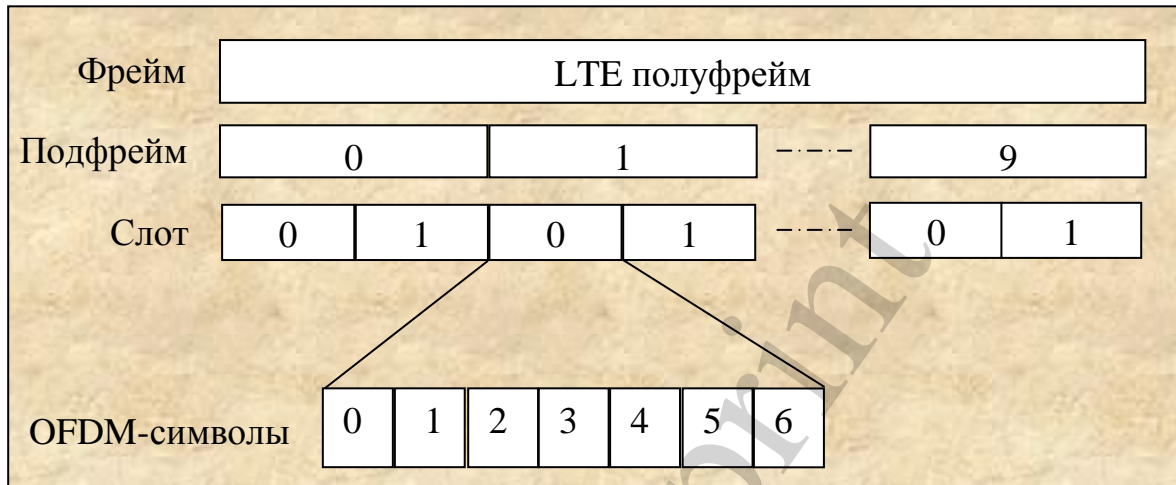 Фрейм LTE полуфрейм
Подфрейм 0 1 9
Слот 0 1 0 1 0 1
OFDM-символы 0 1 2 3 4 5 6
print